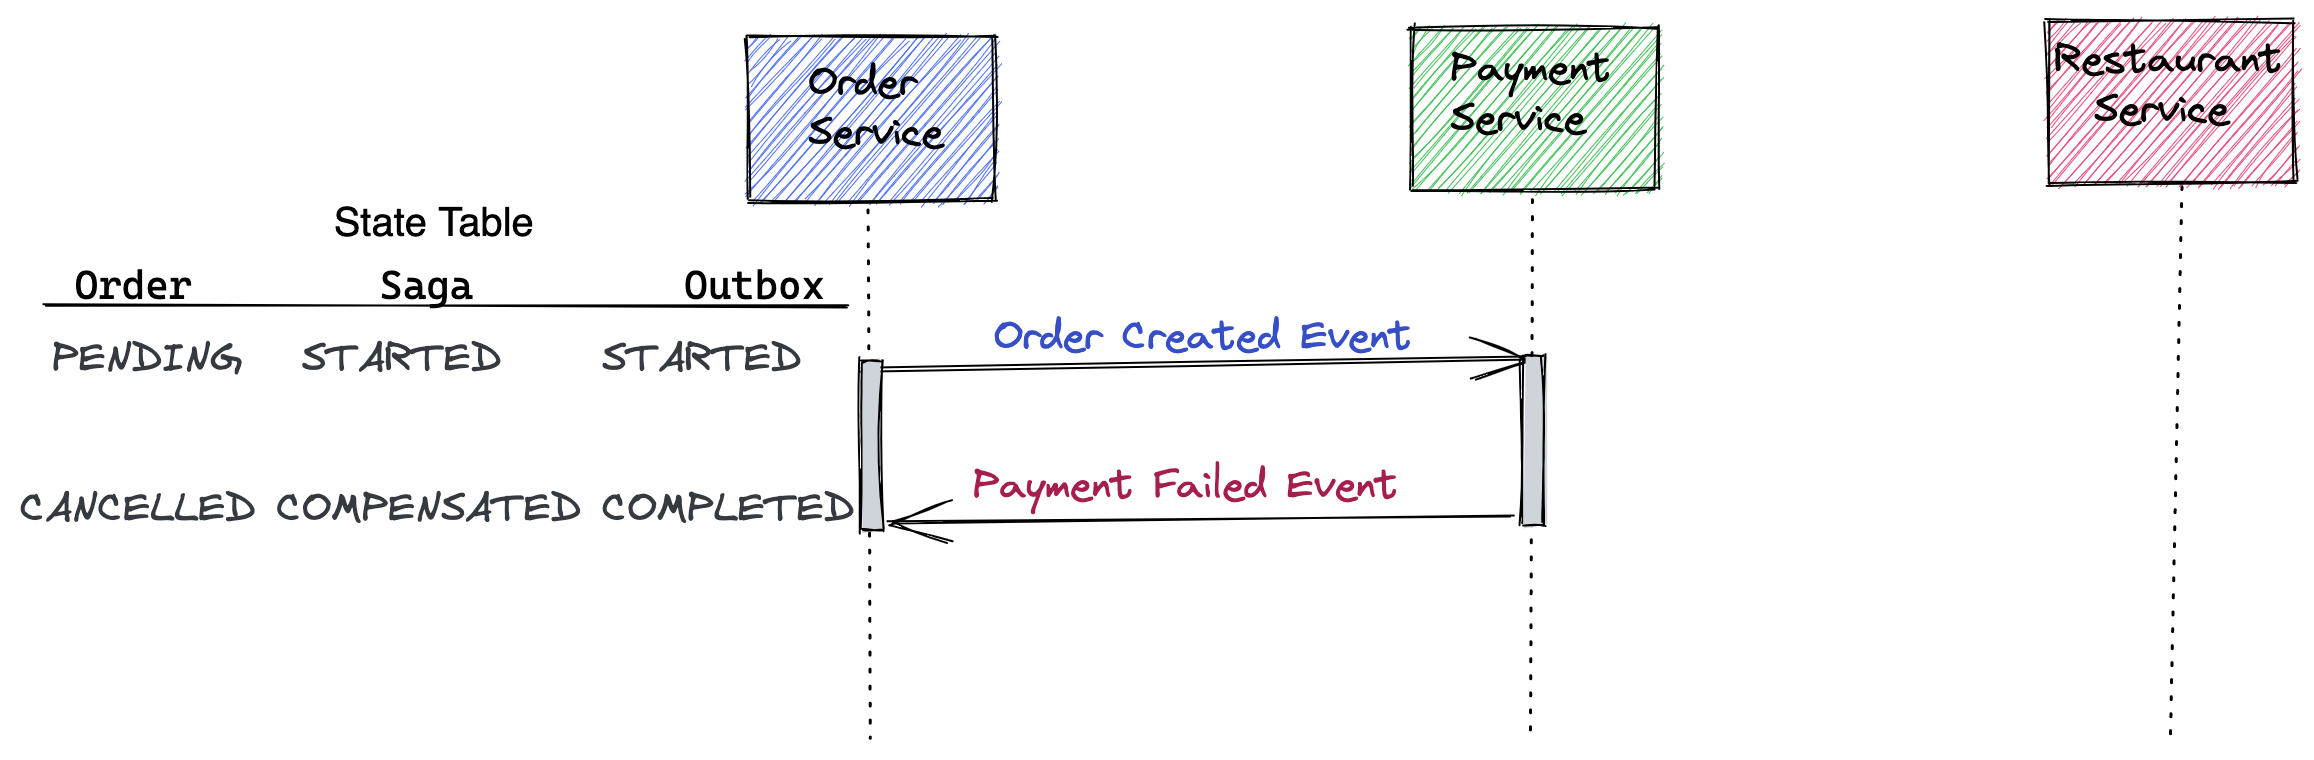 Order
Service
Payment
Service
Restaurant
Service
State Table
Order Saga Outbox
PENDING STARTED STARTED
Order Created Event
CANCELLED COMPENSATED COMPLETED
Payment Failed Event